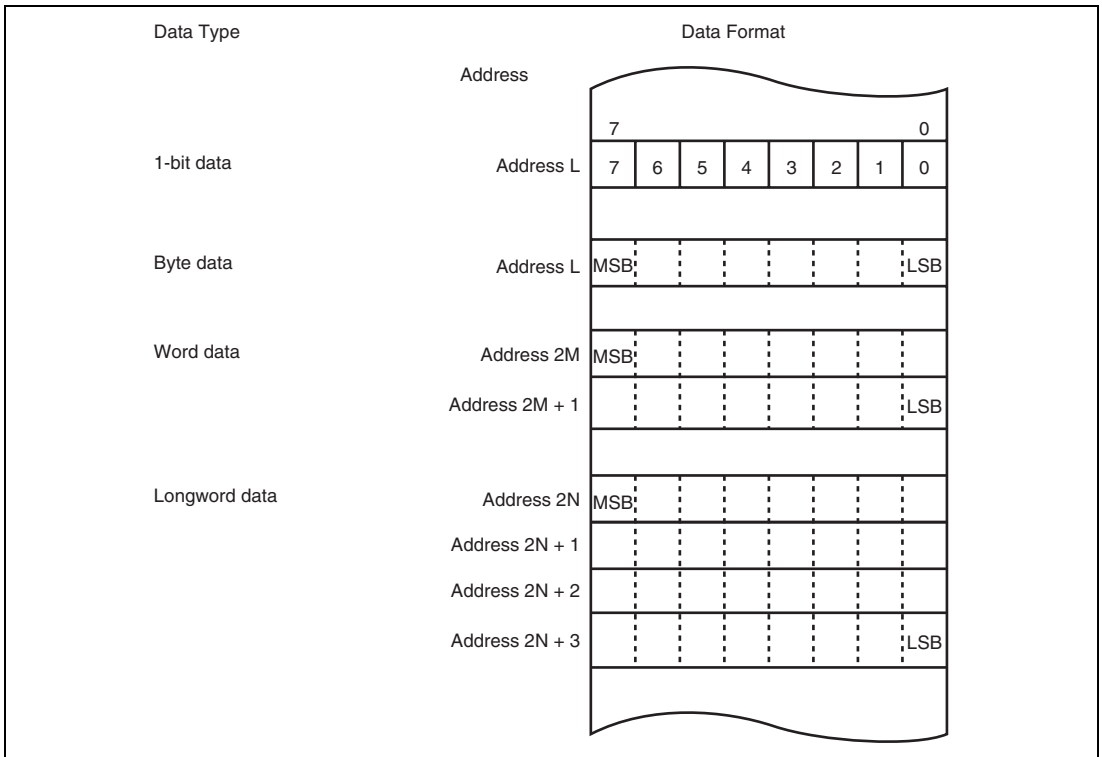 Data Type Data Format
Address
7 0
1-bit data Address L 7 6 5 4 3 2 1 0
Byte data Address L MSB LSB
Word data Address 2M MSB
Address 2M + 1 LSB
Longword data Address 2N MSB
Address 2N + 1
Address 2N + 2
Address 2N + 3 LSB